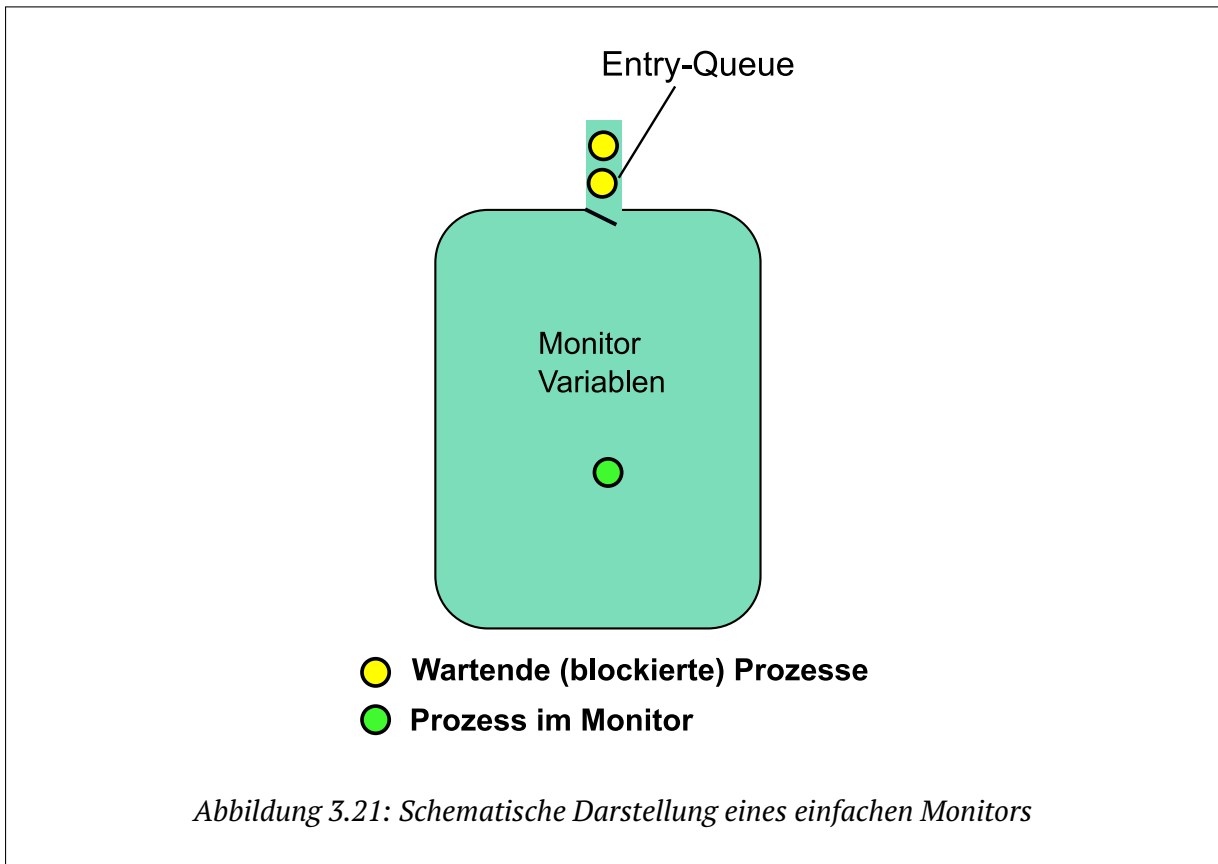 Entry-Queue
Monitor
Variablen
Wartende (blockierte) Prozesse
Prozess im Monitor
Abbildung 3.21: Schematische Darstellung eines einfachen Monitors